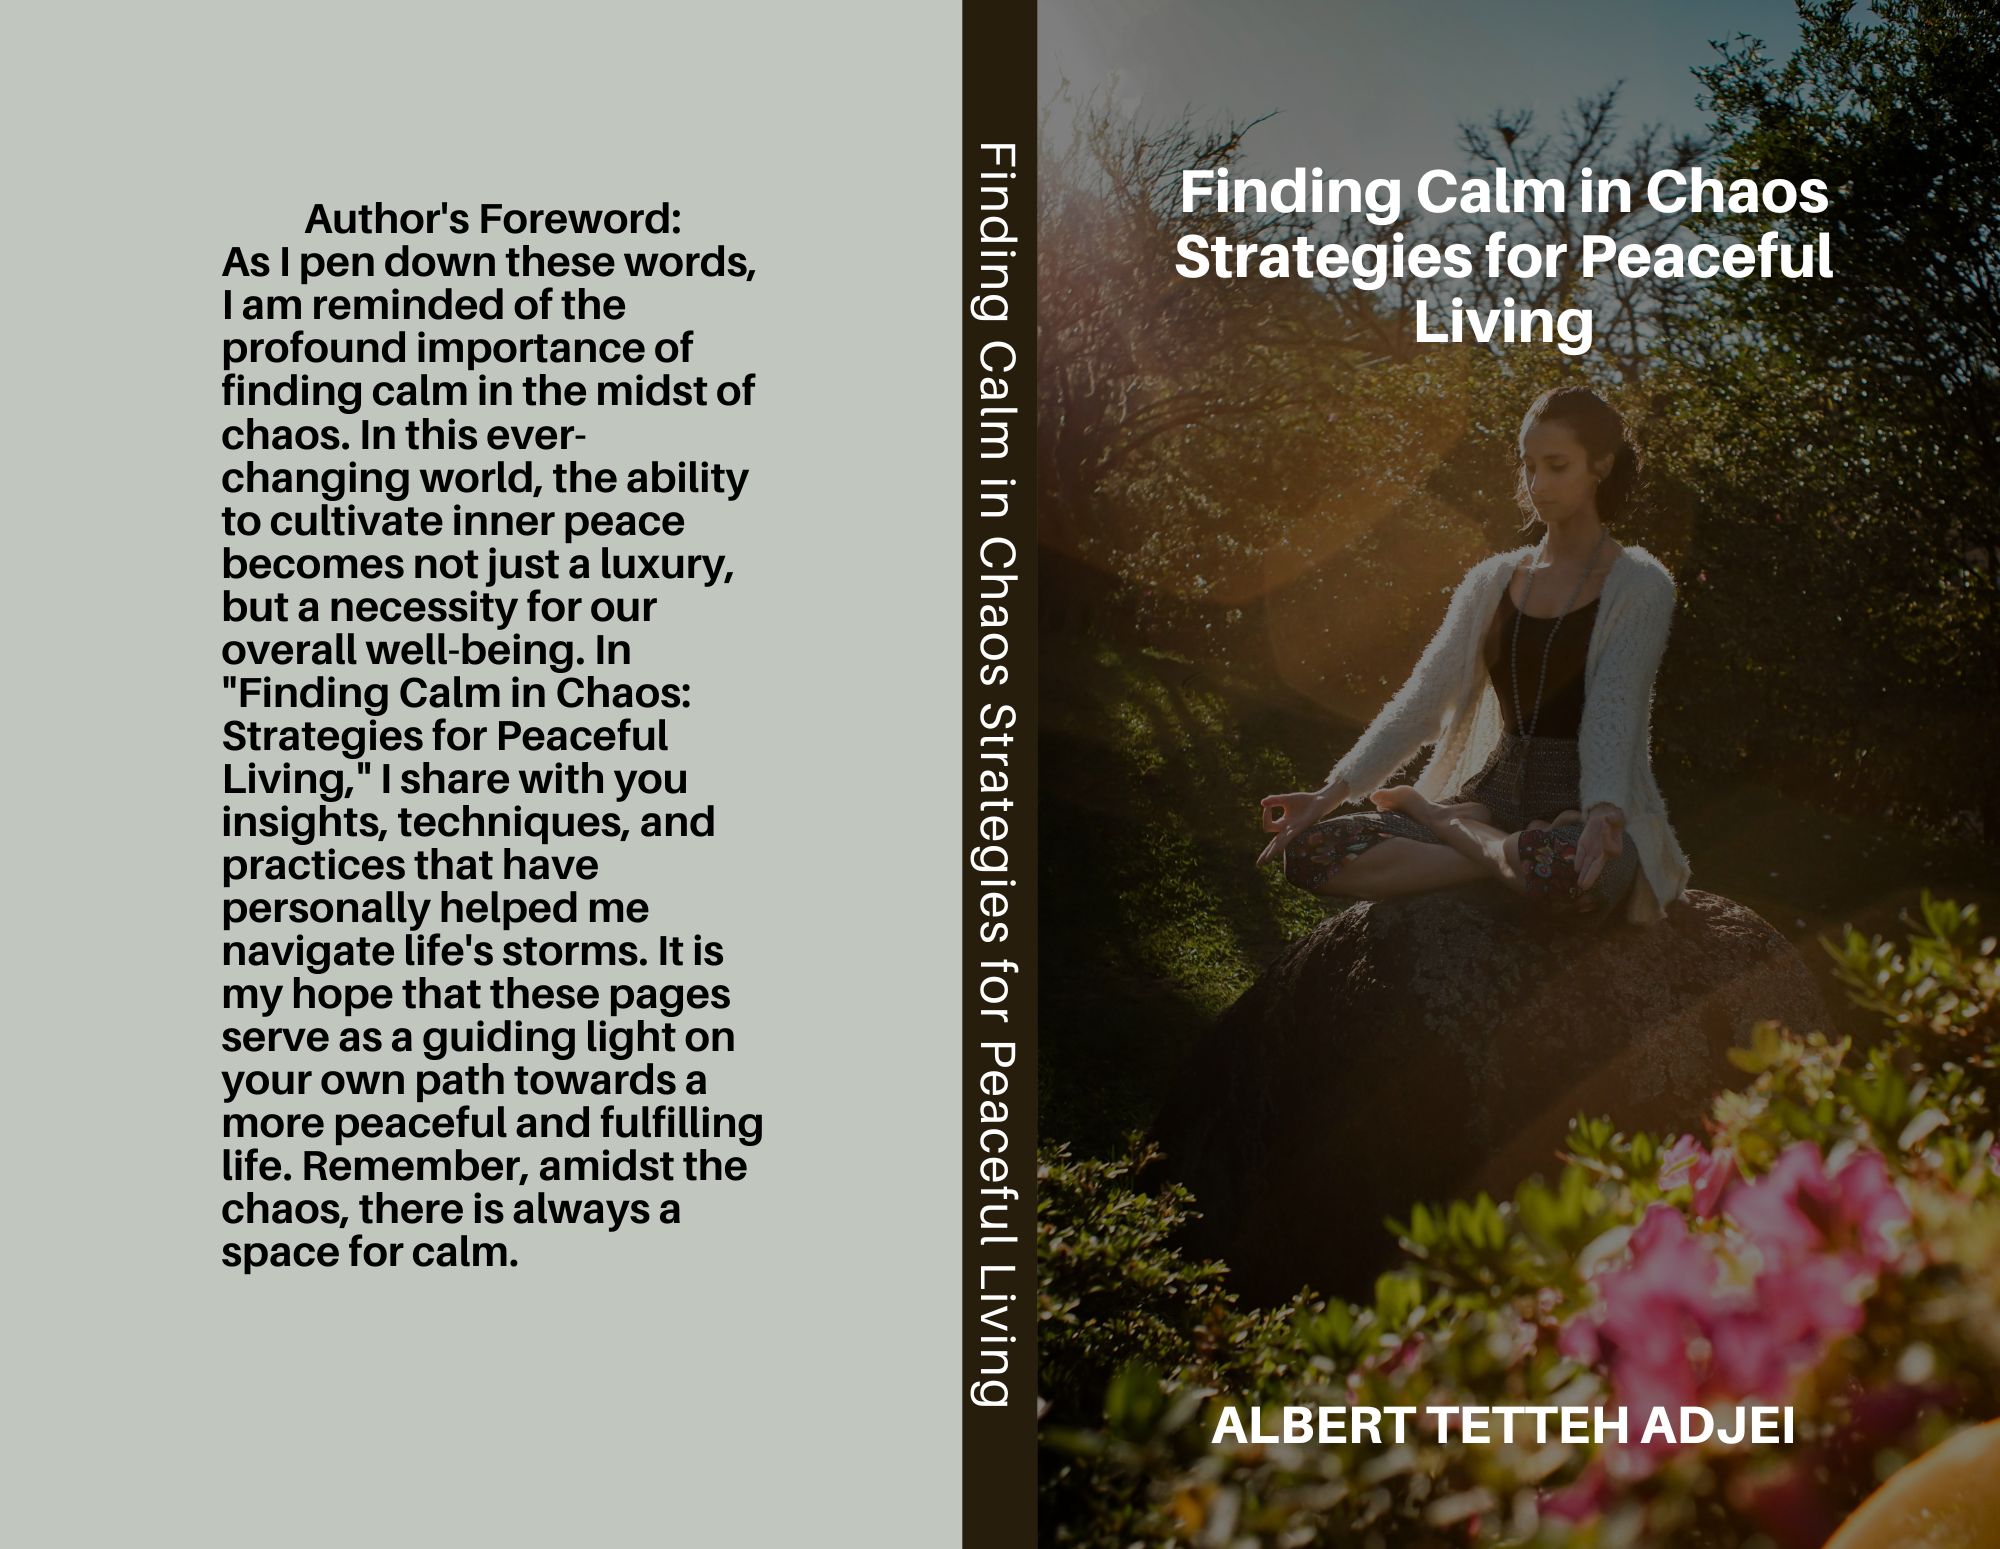 Author's Foreword:
As I pen down these words,
I am reminded of the
profound importance of
finding calm in the midst of
chaos. In this ever-
changing world, the ability
to cultivate inner peace
becomes not just a luxury,
but a necessity for our
overall well-being. In
"Finding Calm in Chaos:
Strategies for Peaceful
Living," I share with you
insights, techniques, and
practices that have
personally helped me
navigate life's storms. It is
my hope that these pages
serve as a guiding light on
your own path towards a
more peaceful and fulfilling
life. Remember, amidst the
chaos, there is always a
space for calm.
Finding Calm in Chaos Strategies for Peaceful Living
Finding Calm in Chaos
Strategies for Peaceful
Living
ALBERT TETTEH ADJEI